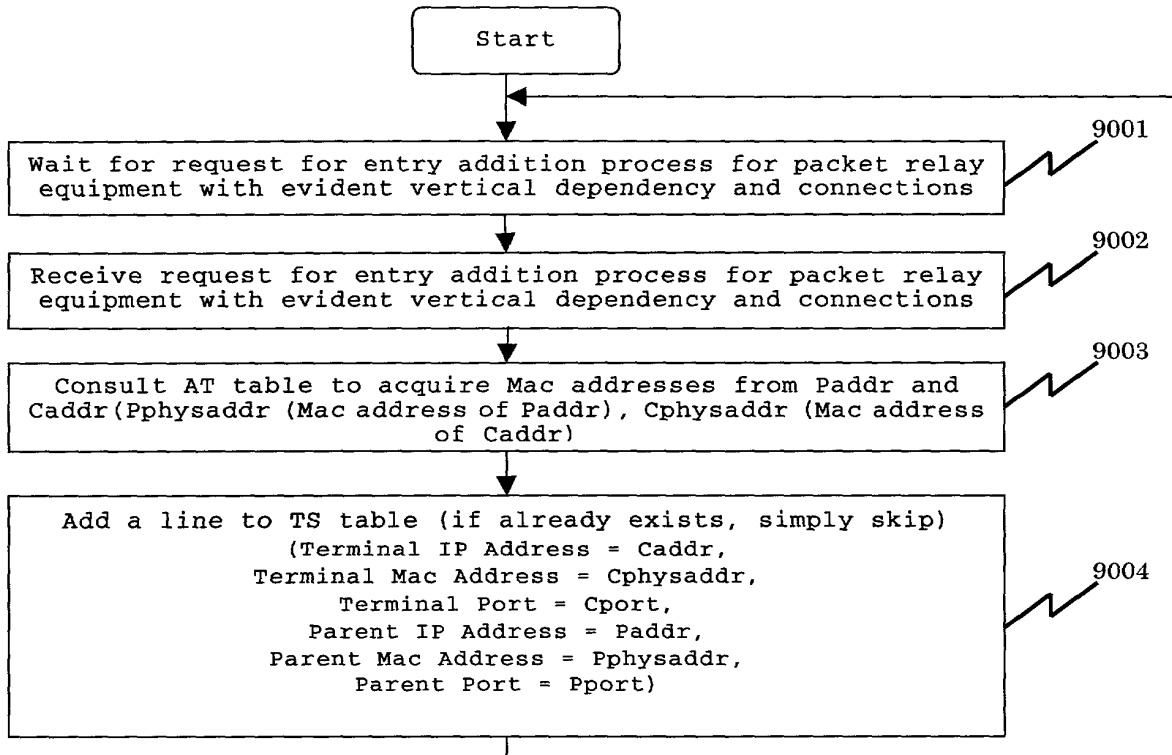 Start
9001
Wait for request for entry addition process for packet relay
equipment with evident vertical dependency and connections
9002
Receive request for entry addition process for packet relay
equipment with evident vertical dependency and connections
9003
Consult AT table to acquire Mac addresses from Paddr and
Caddr(Pphysaddr (Mac address of Paddr), Cphysaddr (Mac address
of Caddr)
Add a line to TS table (if already exists, simply skip)
(Terminal IP Address = Caddr,
Terminal Mac Address = Cphysaddr,
9004
Terminal Port = Cport,
Parent IP Address = Paddr,
Parent Mac Address = Pphysaddr,
Parent Port = Pport)